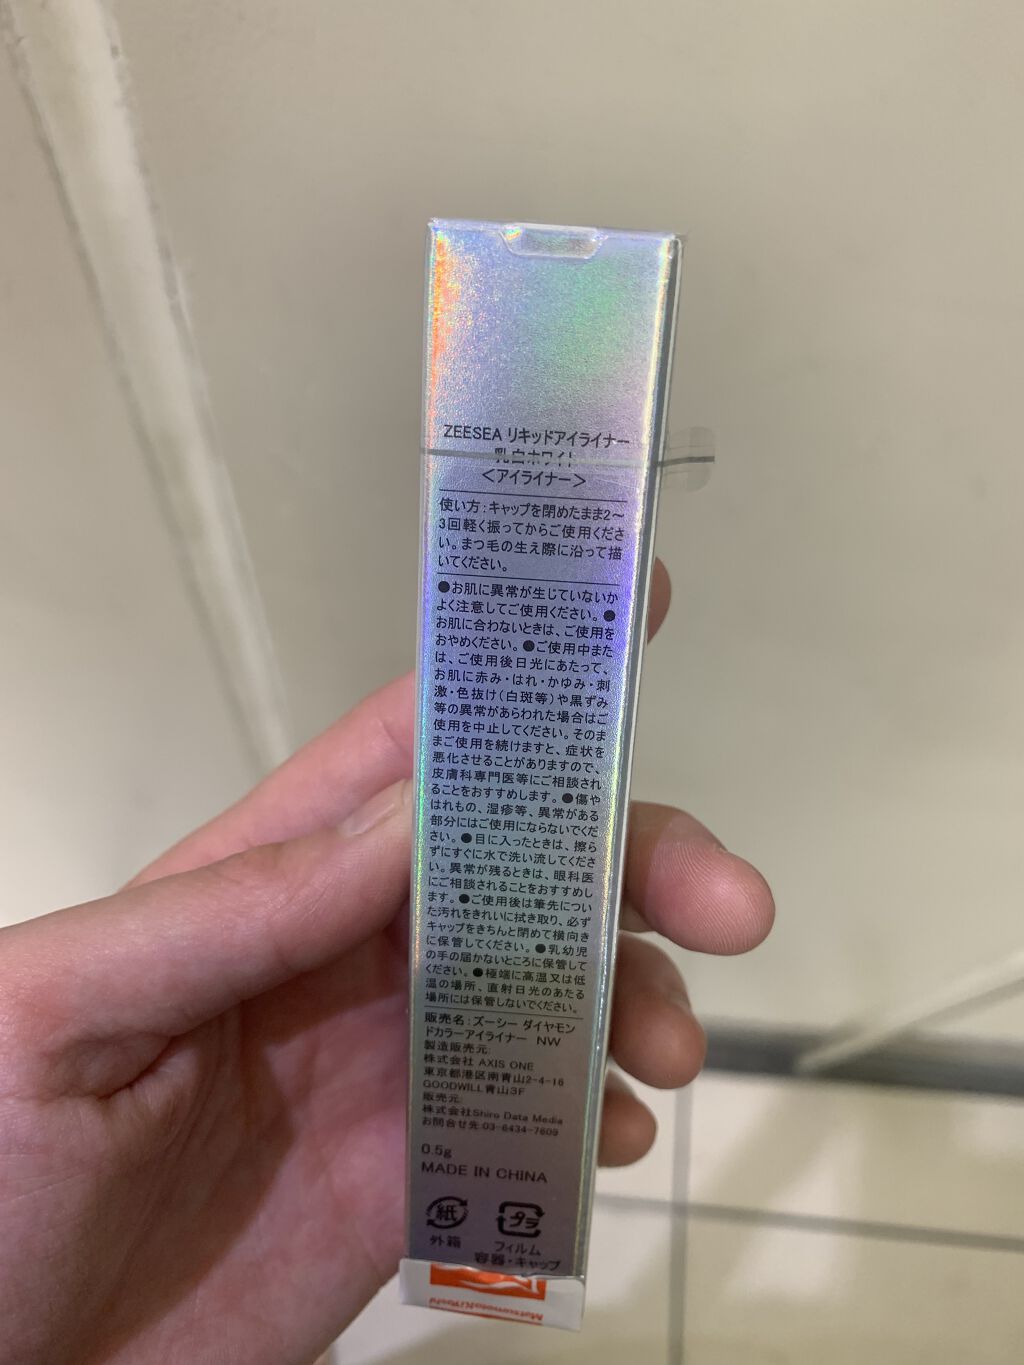 ZEESEA リキッドアイライナー
乳白ホワイト
＜アイライナー＞
使い方：キャップを閉めたまま2〜
3回軽く振ってからご使用くださ
い。まつ毛の生え際に沿って描
いてください。
●お肌に異常が生じていないか
よく注意してご使用ください。●
お肌に合わないときは、ご使用を
おやめください。●ご使用中また
は、ご使用後日光にあたって、
お肌に赤み・はれ・かゆみ・刺
激・色抜け（白斑等）や黒ずみ
等の異常があらわれた場合はご
使用を中止してください。そのま
まご使用を続けますと、症状を
悪化させることがありますので、
皮膚科専門医等にご相談され
ることをおすすめします。●傷や
はれもの、湿疹等、異常がある
部分にはご使用にならないでくだ
さい。●目に入ったときは、擦ら
ずにすぐに水で洗い流してくださ
い。異常が残るときは、眼科医
にご相談されることをおすすめし
ます。●ご使用後は筆先につい
た汚れをきれいに拭き取り、必ず
キャップをきちんと閉めて横向き
に保管してください。●乳幼児
の手の届かないところに保管して
ください。●極端に高温又は低
温の場所、直射日光のあたる
場所には保管しないでください。
販売名：ズーシー ダイヤモン
ドカラーアイライナー NW
製造販売元:
株式会社 AXIS ONE
東京都港区南青山2-4-16
GOODWILL青山3F
販売元:
株式会社Shiro Data Media
お問合せ先:03-6434-7609
0.5g
MADE IN CHINA
紙 プラ
外箱 フィルム
容器・キャップ
MatsumotoKiYoshi